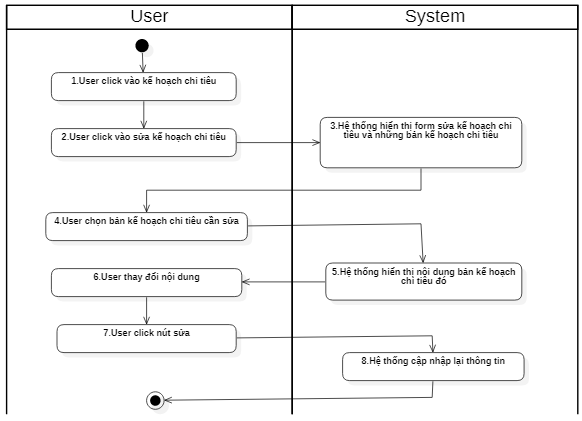 User
System
1.User click vào kế hoạch chi tiêu
2.User click vào sửa kế hoạch chi tiêu
3.Hệ thống hiển thị form sửa kế hoạch chi
tiêu và những bản kế hoạch chi tiêu
4.User chọn bản kế hoạch chi tiêu cần sửa
5.Hệ thống hiển thị nội dung bản kế hoạch
chi tiêu đó
6.User thay đổi nội dung
7.User click nút sửa
8.Hệ thống cập nhập lại thông tin